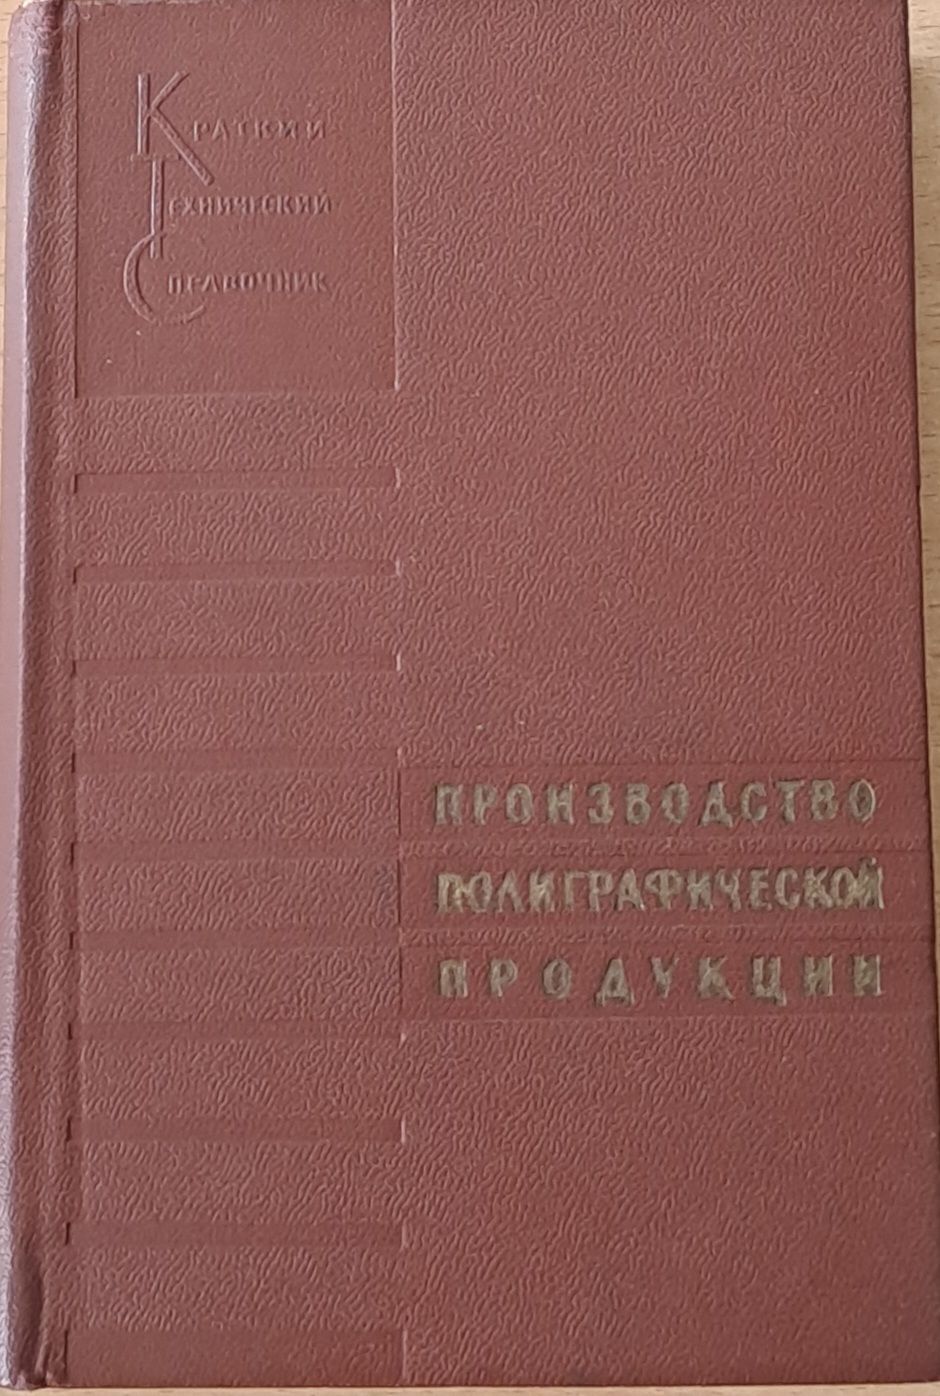 Краткий
Технический
Справочник
ПРОИЗВОДСТВО
ПОЛИГРАФИЧЕСКОЙ
ПРОДУКЦИИ